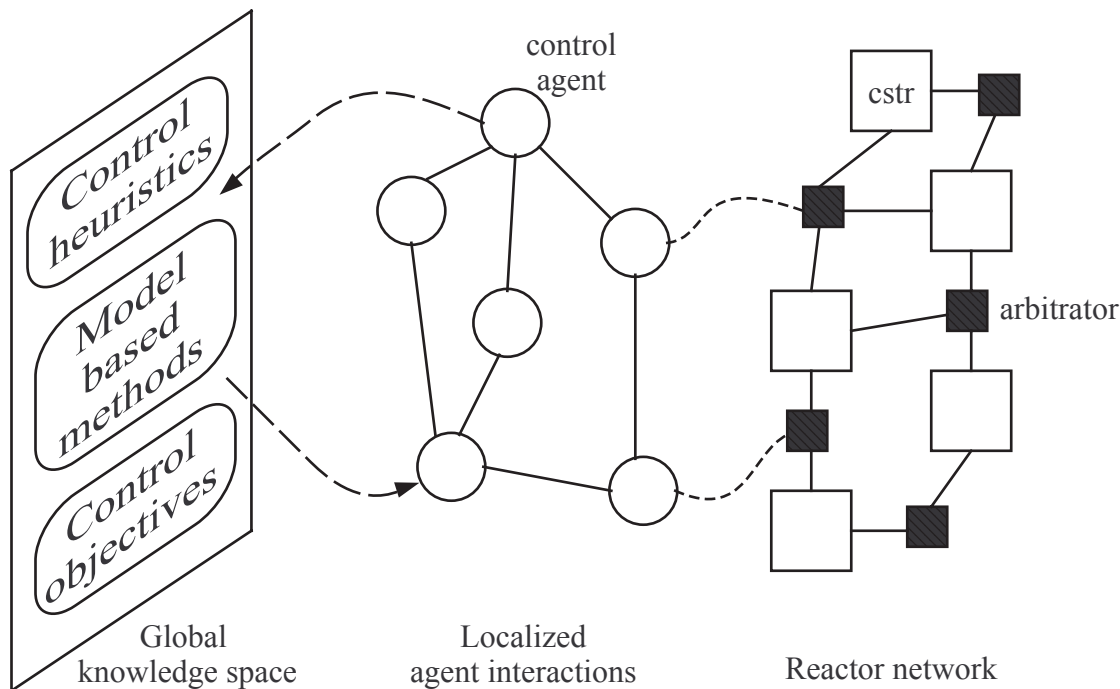 Control
heuristics
Model
based
methods
Control
objectives
Global
knowledge space
control
agent
Localized
agent interactions
cstr
arbitrator
Reactor network